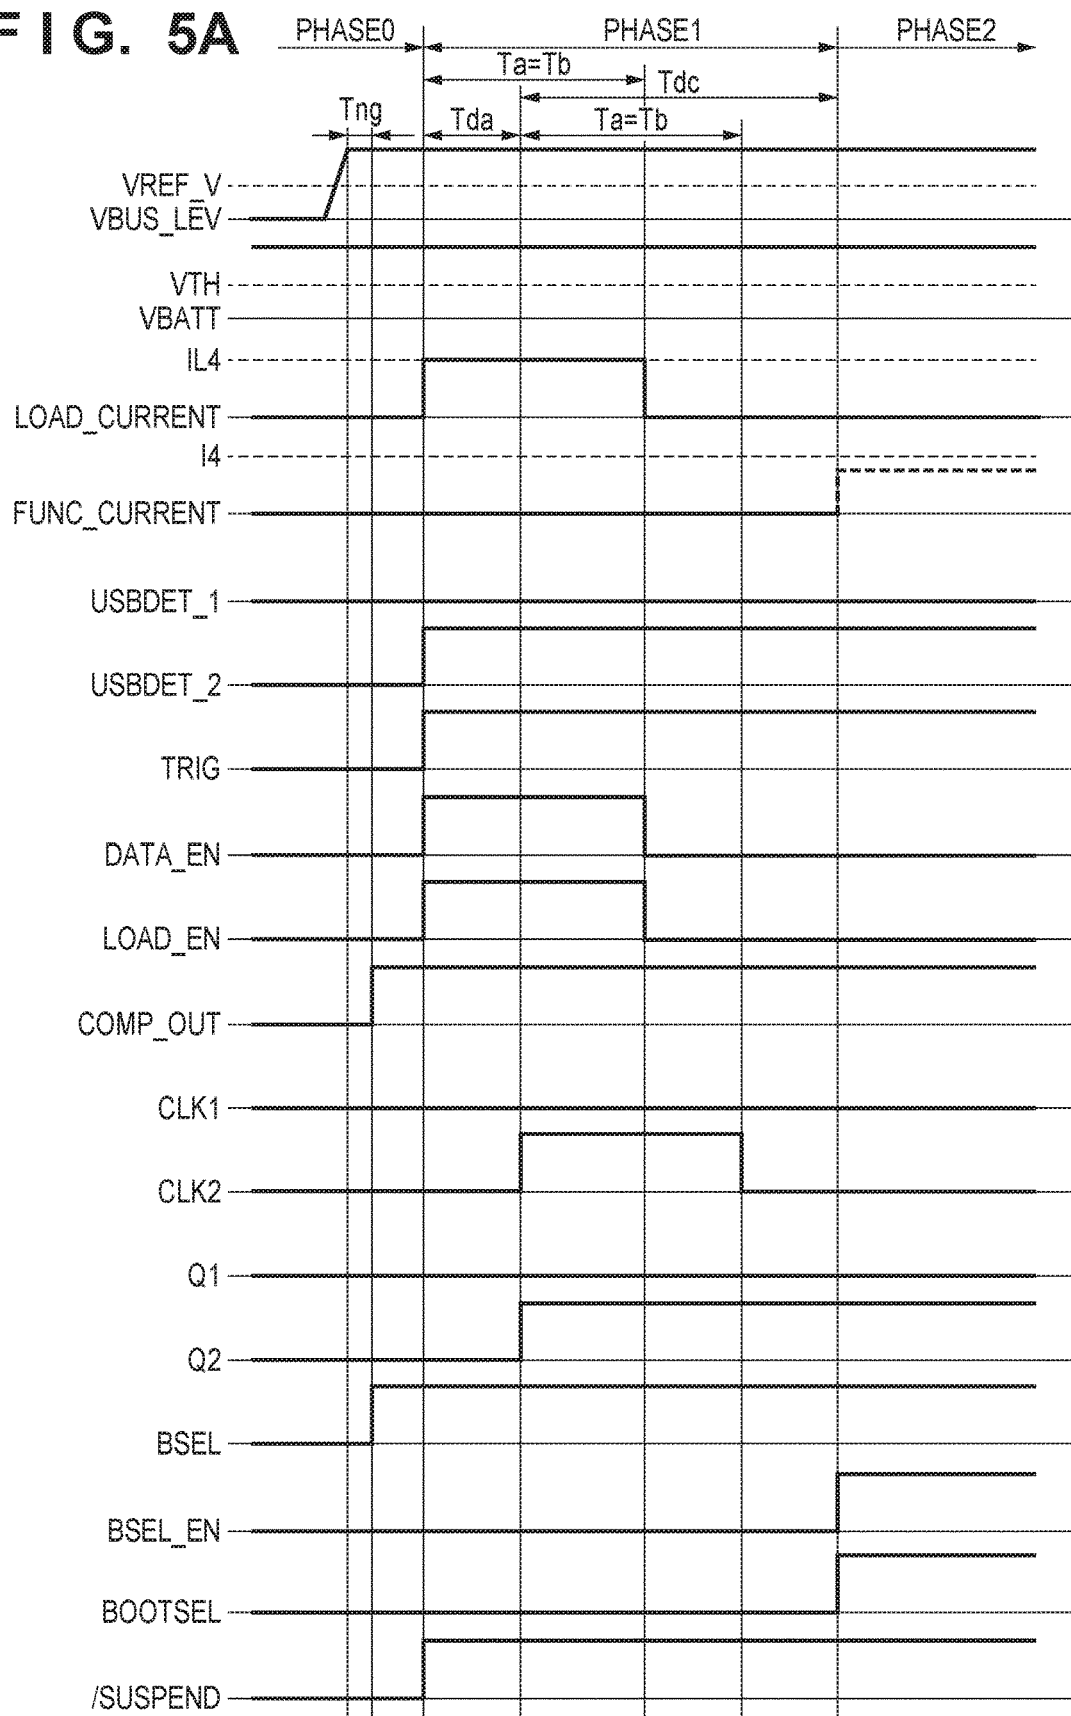 FIG. 5A
PHASE0 PHASE1 PHASE2
Ta=Tb
Tdc
Tng Tda Ta=Tb
VREF_V
VBUS_LEV
VTH
VBATT
IL4
LOAD_CURRENT
I4
FUNC_CURRENT
USBDET_1
USBDET_2
TRIG
DATA_EN
LOAD_EN
COMP_OUT
CLK1
CLK2
Q1
Q2
BSEL
BSEL_EN
BOOTSEL
/SUSPEND